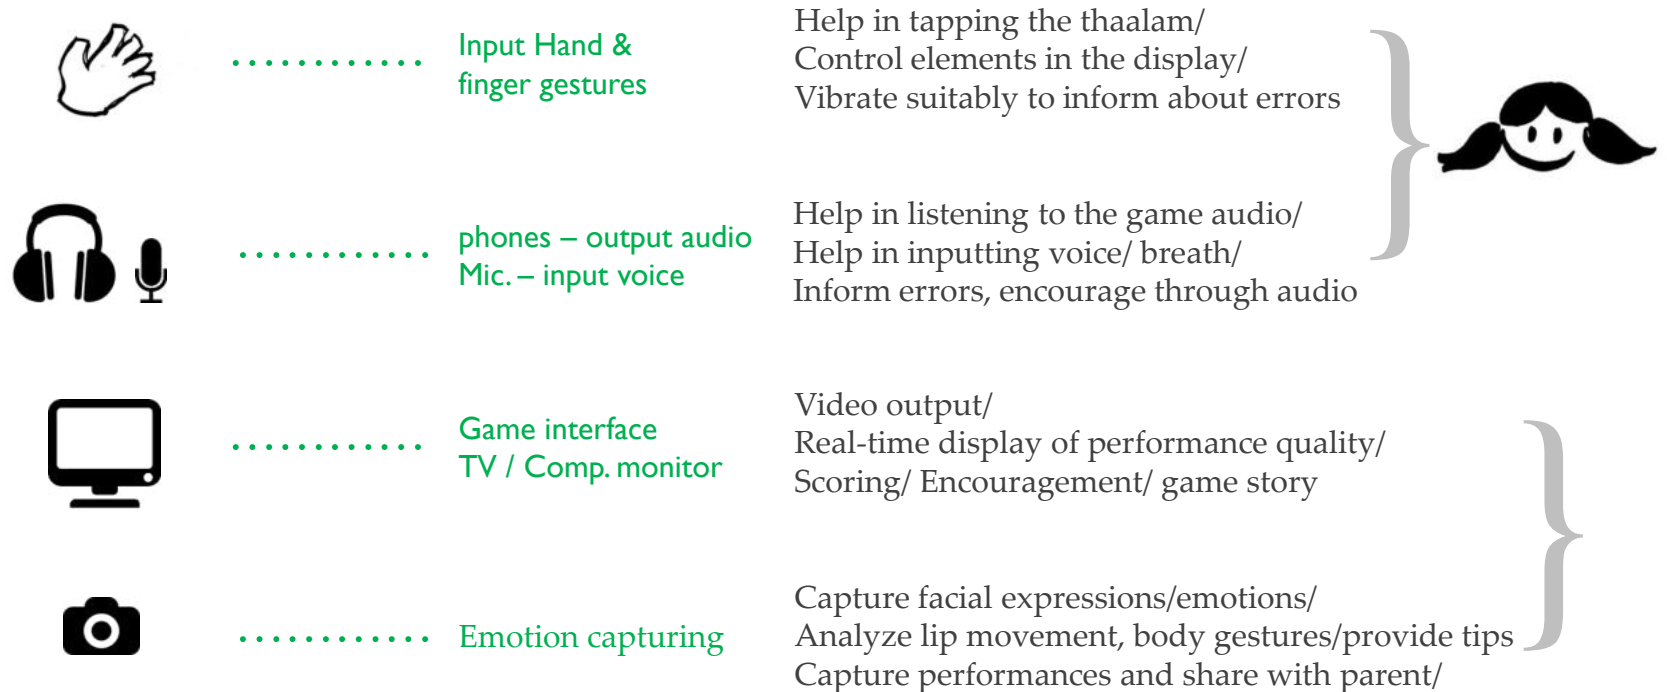 Input Hand &
finger gestures
Help in tapping the thaalam/
Control elements in the display/
Vibrate suitably to inform about errors
phones – output audio
Mic. – input voice
Help in listening to the game audio/
Help in inputting voice/ breath/
Inform errors, encourage through audio
Game interface
TV / Comp. monitor
Video output/
Real-time display of performance quality/
Scoring/ Encouragement/ game story
Emotion capturing
Capture facial expressions/emotions/
Analyze lip movement, body gestures/provide tips
Capture performances and share with parent/